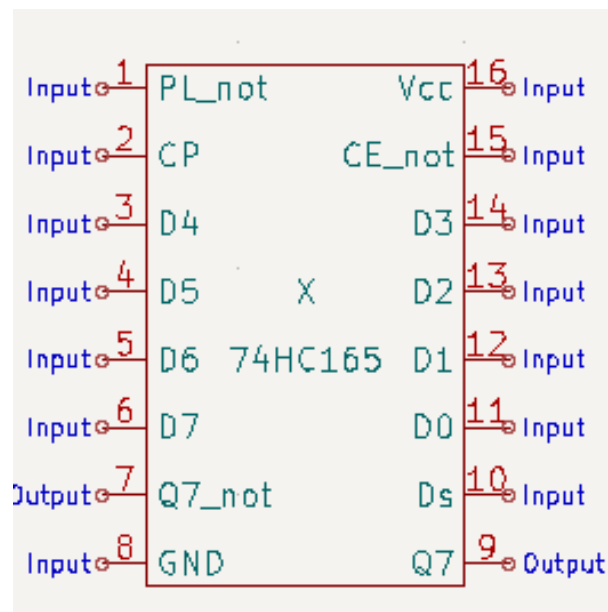 Input 1 PL_not Vcc 16 Input
Input 2 CP CE_not 15 Input
Input 3 D4 D3 14 Input
Input 4 D5 X D2 13 Input
Input 5 D6 74HC165 D1 12 Input
Input 6 D7 D0 11 Input
Output 7 Q7_not Ds 10 Input
Input 8 GND Q7 9 Output